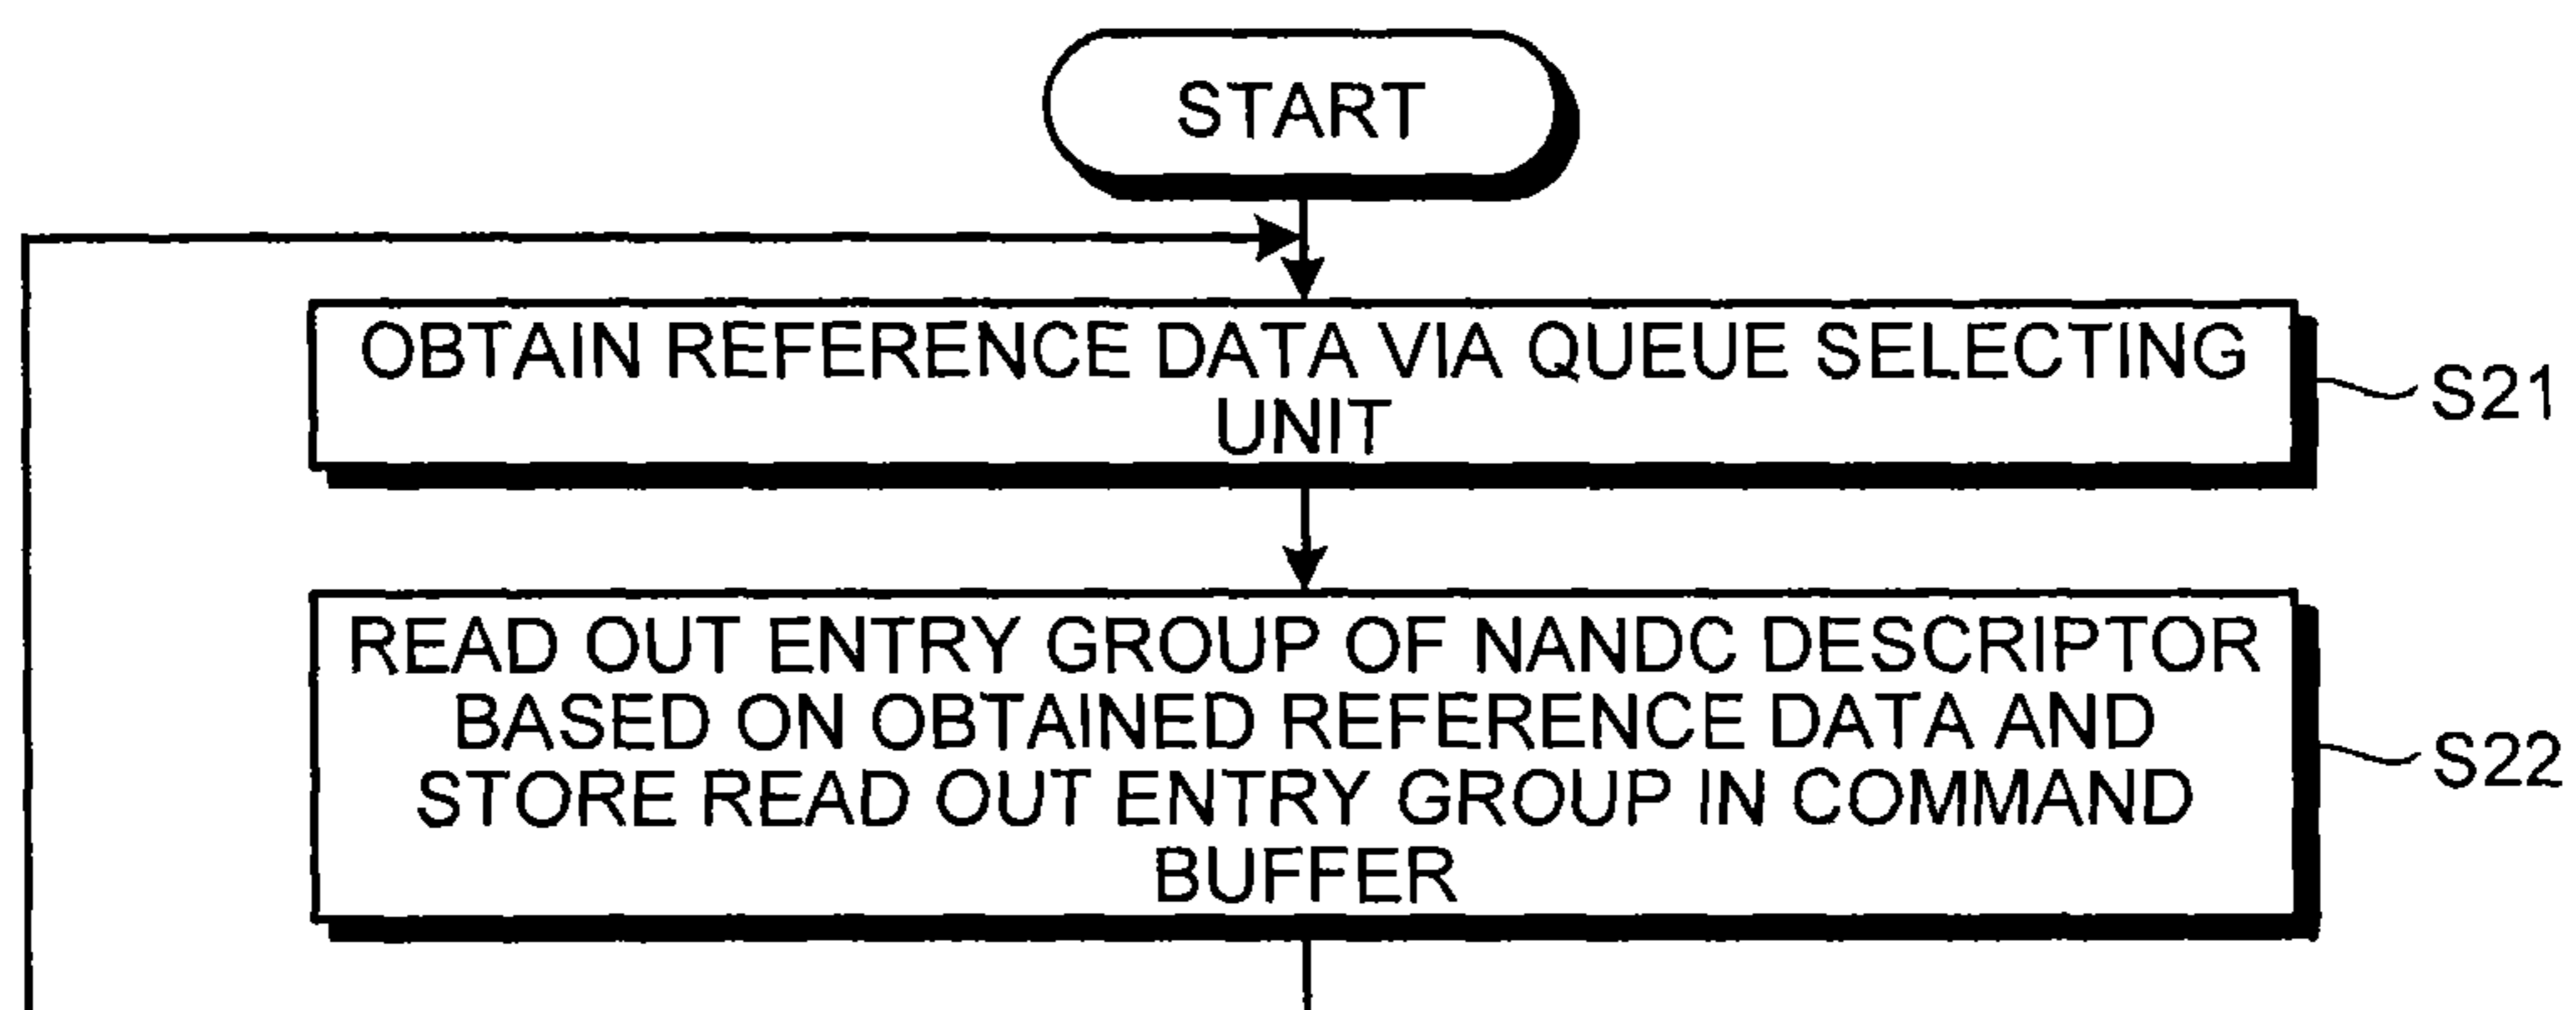 START
OBTAIN REFERENCE DATA VIA QUEUE SELECTING
UNIT
S21
READ OUT ENTRY GROUP OF NANDC DESCRIPTOR
BASED ON OBTAINED REFERENCE DATA AND
STORE READ OUT ENTRY GROUP IN COMMAND
BUFFER
S22